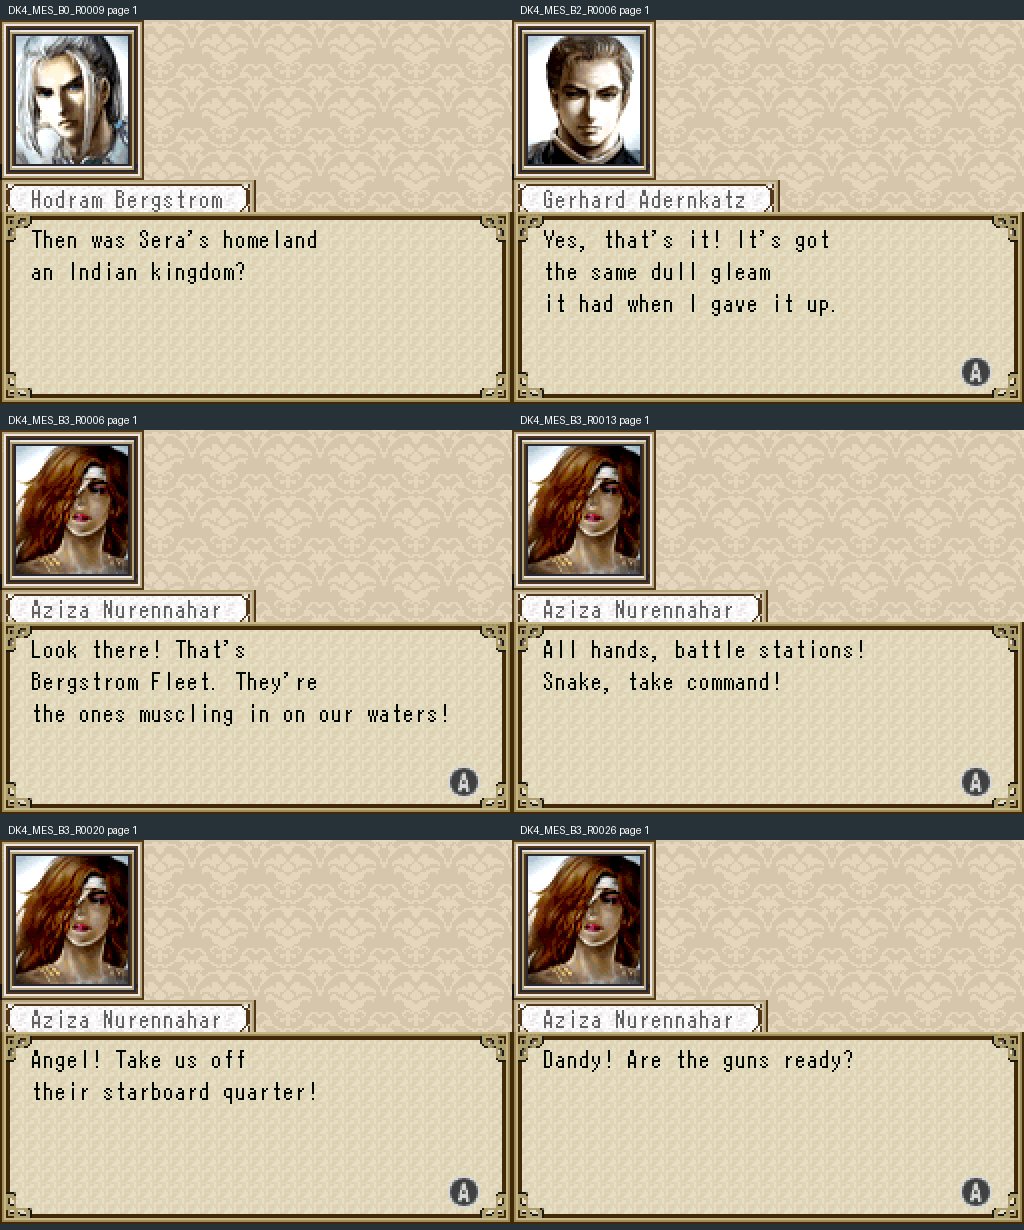 DK4_MES_B0_R0009 page 1
Hodram Bergstrom
Then was Sera's homeland
an Indian kingdom?
DK4_MES_B2_R0006 page 1
Gerhard Adernkatz
Yes, that's it! It's got
the same dull gleam
it had when I gave it up.
A
DK4_MES_B3_R0006 page 1
Aziza Nurennahar
Look there! That's
Bergstrom Fleet. They're
the ones muscling in on our waters!
A
DK4_MES_B3_R0013 page 1
Aziza Nurennahar
All hands, battle stations!
Snake, take command!
A
DK4_MES_B3_R0020 page 1
Aziza Nurennahar
Angel! Take us off
their starboard quarter!
A
DK4_MES_B3_R0026 page 1
Aziza Nurennahar
Dandy! Are the guns ready?
A